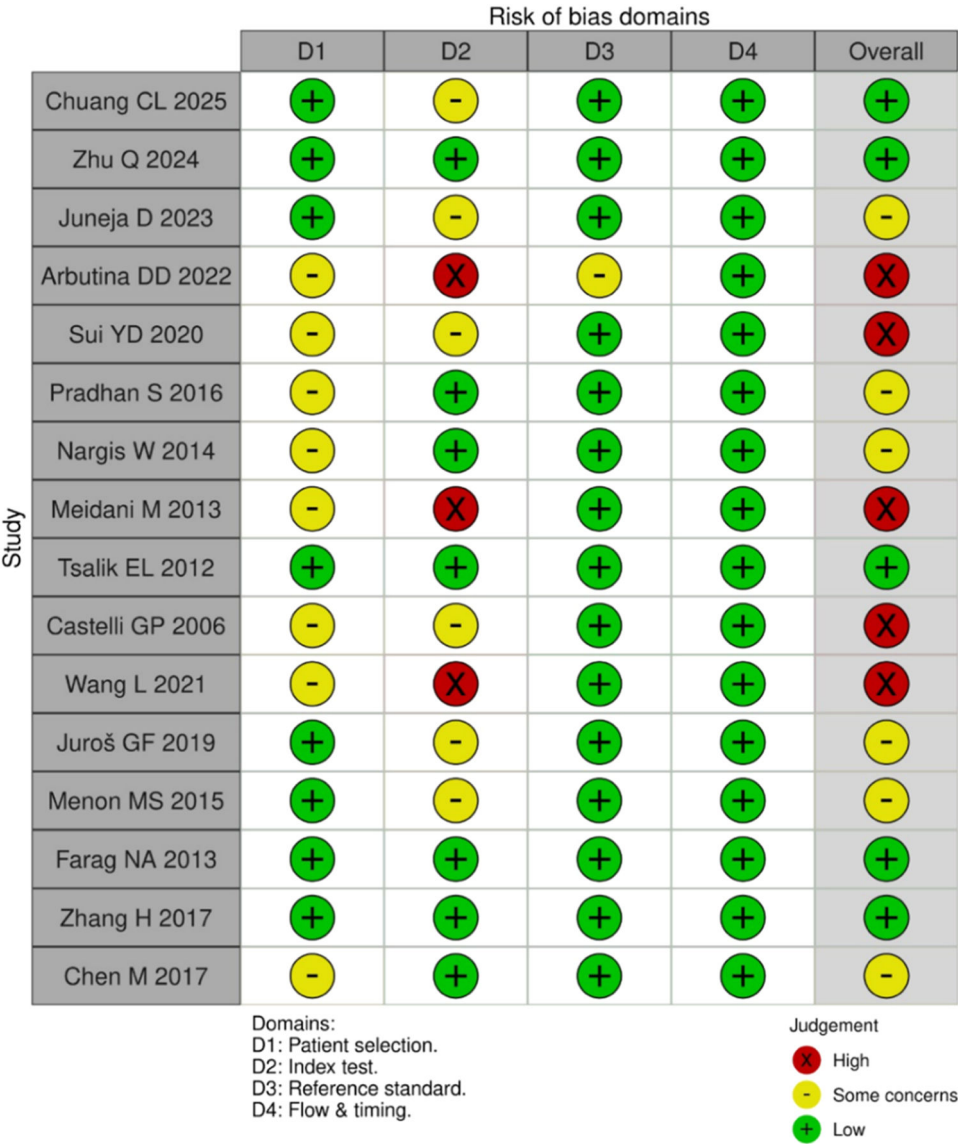 Risk of bias domains
D1 D2 D3 D4 Overall
Study
Chuang CL 2025 + - + + +
Zhu Q 2024 + + + + +
Juneja D 2023 + - + + -
Arbutina DD 2022 - X - + X
Sui YD 2020 - - + + X
Pradhan S 2016 - + + + -
Nargis W 2014 - + + + -
Meidani M 2013 - X + + X
Tsalik EL 2012 + + + + +
Castelli GP 2006 - - + + X
Wang L 2021 - X + + X
Juroš GF 2019 + - + + -
Menon MS 2015 + - + + -
Farag NA 2013 + + + + +
Zhang H 2017 + + + + +
Chen M 2017 - + + + -
Domains:
D1: Patient selection.
D2: Index test.
D3: Reference standard.
D4: Flow & timing.
Judgement
X High
- Some concerns
+ Low